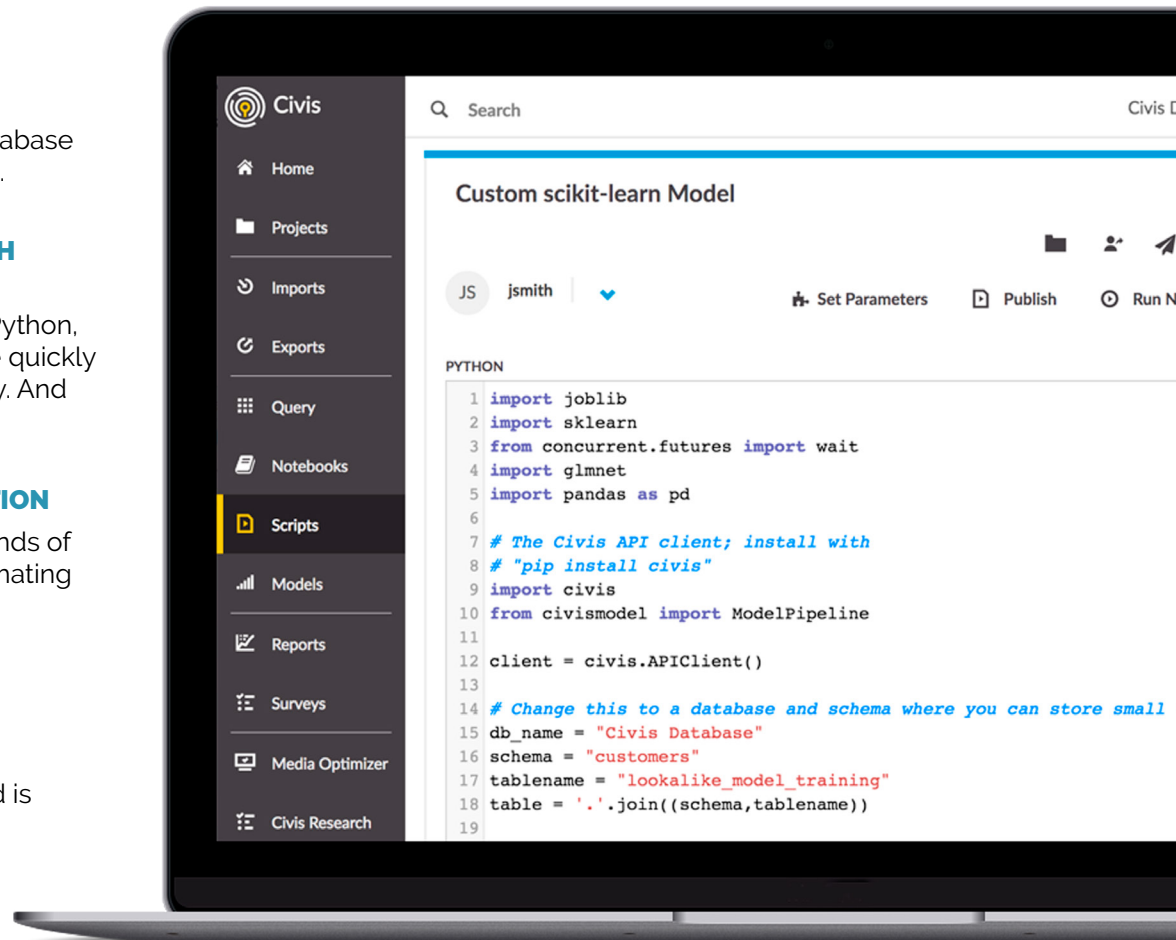 abase
.
H
Python,
e quickly
y. And
TION
nds of
nating
d is
Civis
Home
Projects
Imports
Exports
Query
Notebooks
Scripts
Models
Reports
Surveys
Media Optimizer
Civis Research
Search
Civis D
Custom scikit-learn Model
JS jsmith
Set Parameters
Publish
Run N
PYTHON
1 import joblib
2 import sklearn
3 from concurrent.futures import wait
4 import glmnet
5 import pandas as pd
6
7 # The Civis API client; install with
8 # "pip install civis"
9 import civis
10 from civismodel import ModelPipeline
11
12 client = civis.APIClient()
13
14 # Change this to a database and schema where you can store small
15 db_name = "Civis Database"
16 schema = "customers"
17 tablename = "lookalike_model_training"
18 table = '.'.join((schema,tablename))
19